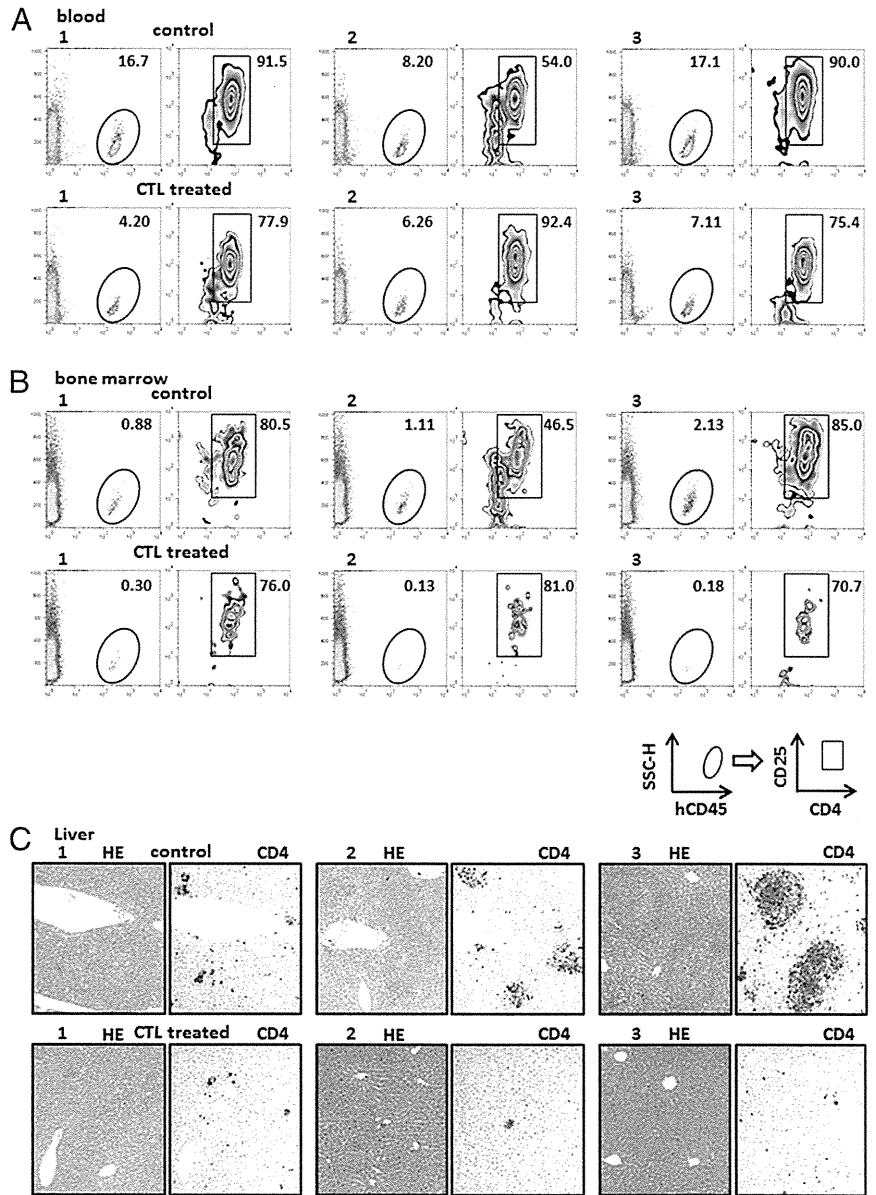 A
blood
1 control 2 3
16.7 91.5 8.20 54.0 17.1 90.0
CTL treated
1 2 3
4.20 77.9 6.26 92.4 7.11 75.4
B
bone marrow
1 control 2 3
0.88 80.5 1.11 46.5 2.13 85.0
CTL treated
1 2 3
0.30 76.0 0.13 81.0 0.18 70.7
SSC-H
hCD45
CD25
CD4
C
Liver
1 HE control CD4 2 HE CD4 3 HE CD4
1 HE CTL treated CD4 2 HE CD4 3 HE CD4